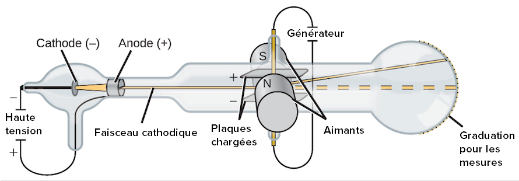 Générateur
Cathode (–)
Anode (+)
S
N
+
–
–
Haute
tension
+
Faisceau cathodique
Plaques
chargées
Aimants
Graduation
pour les
mesures